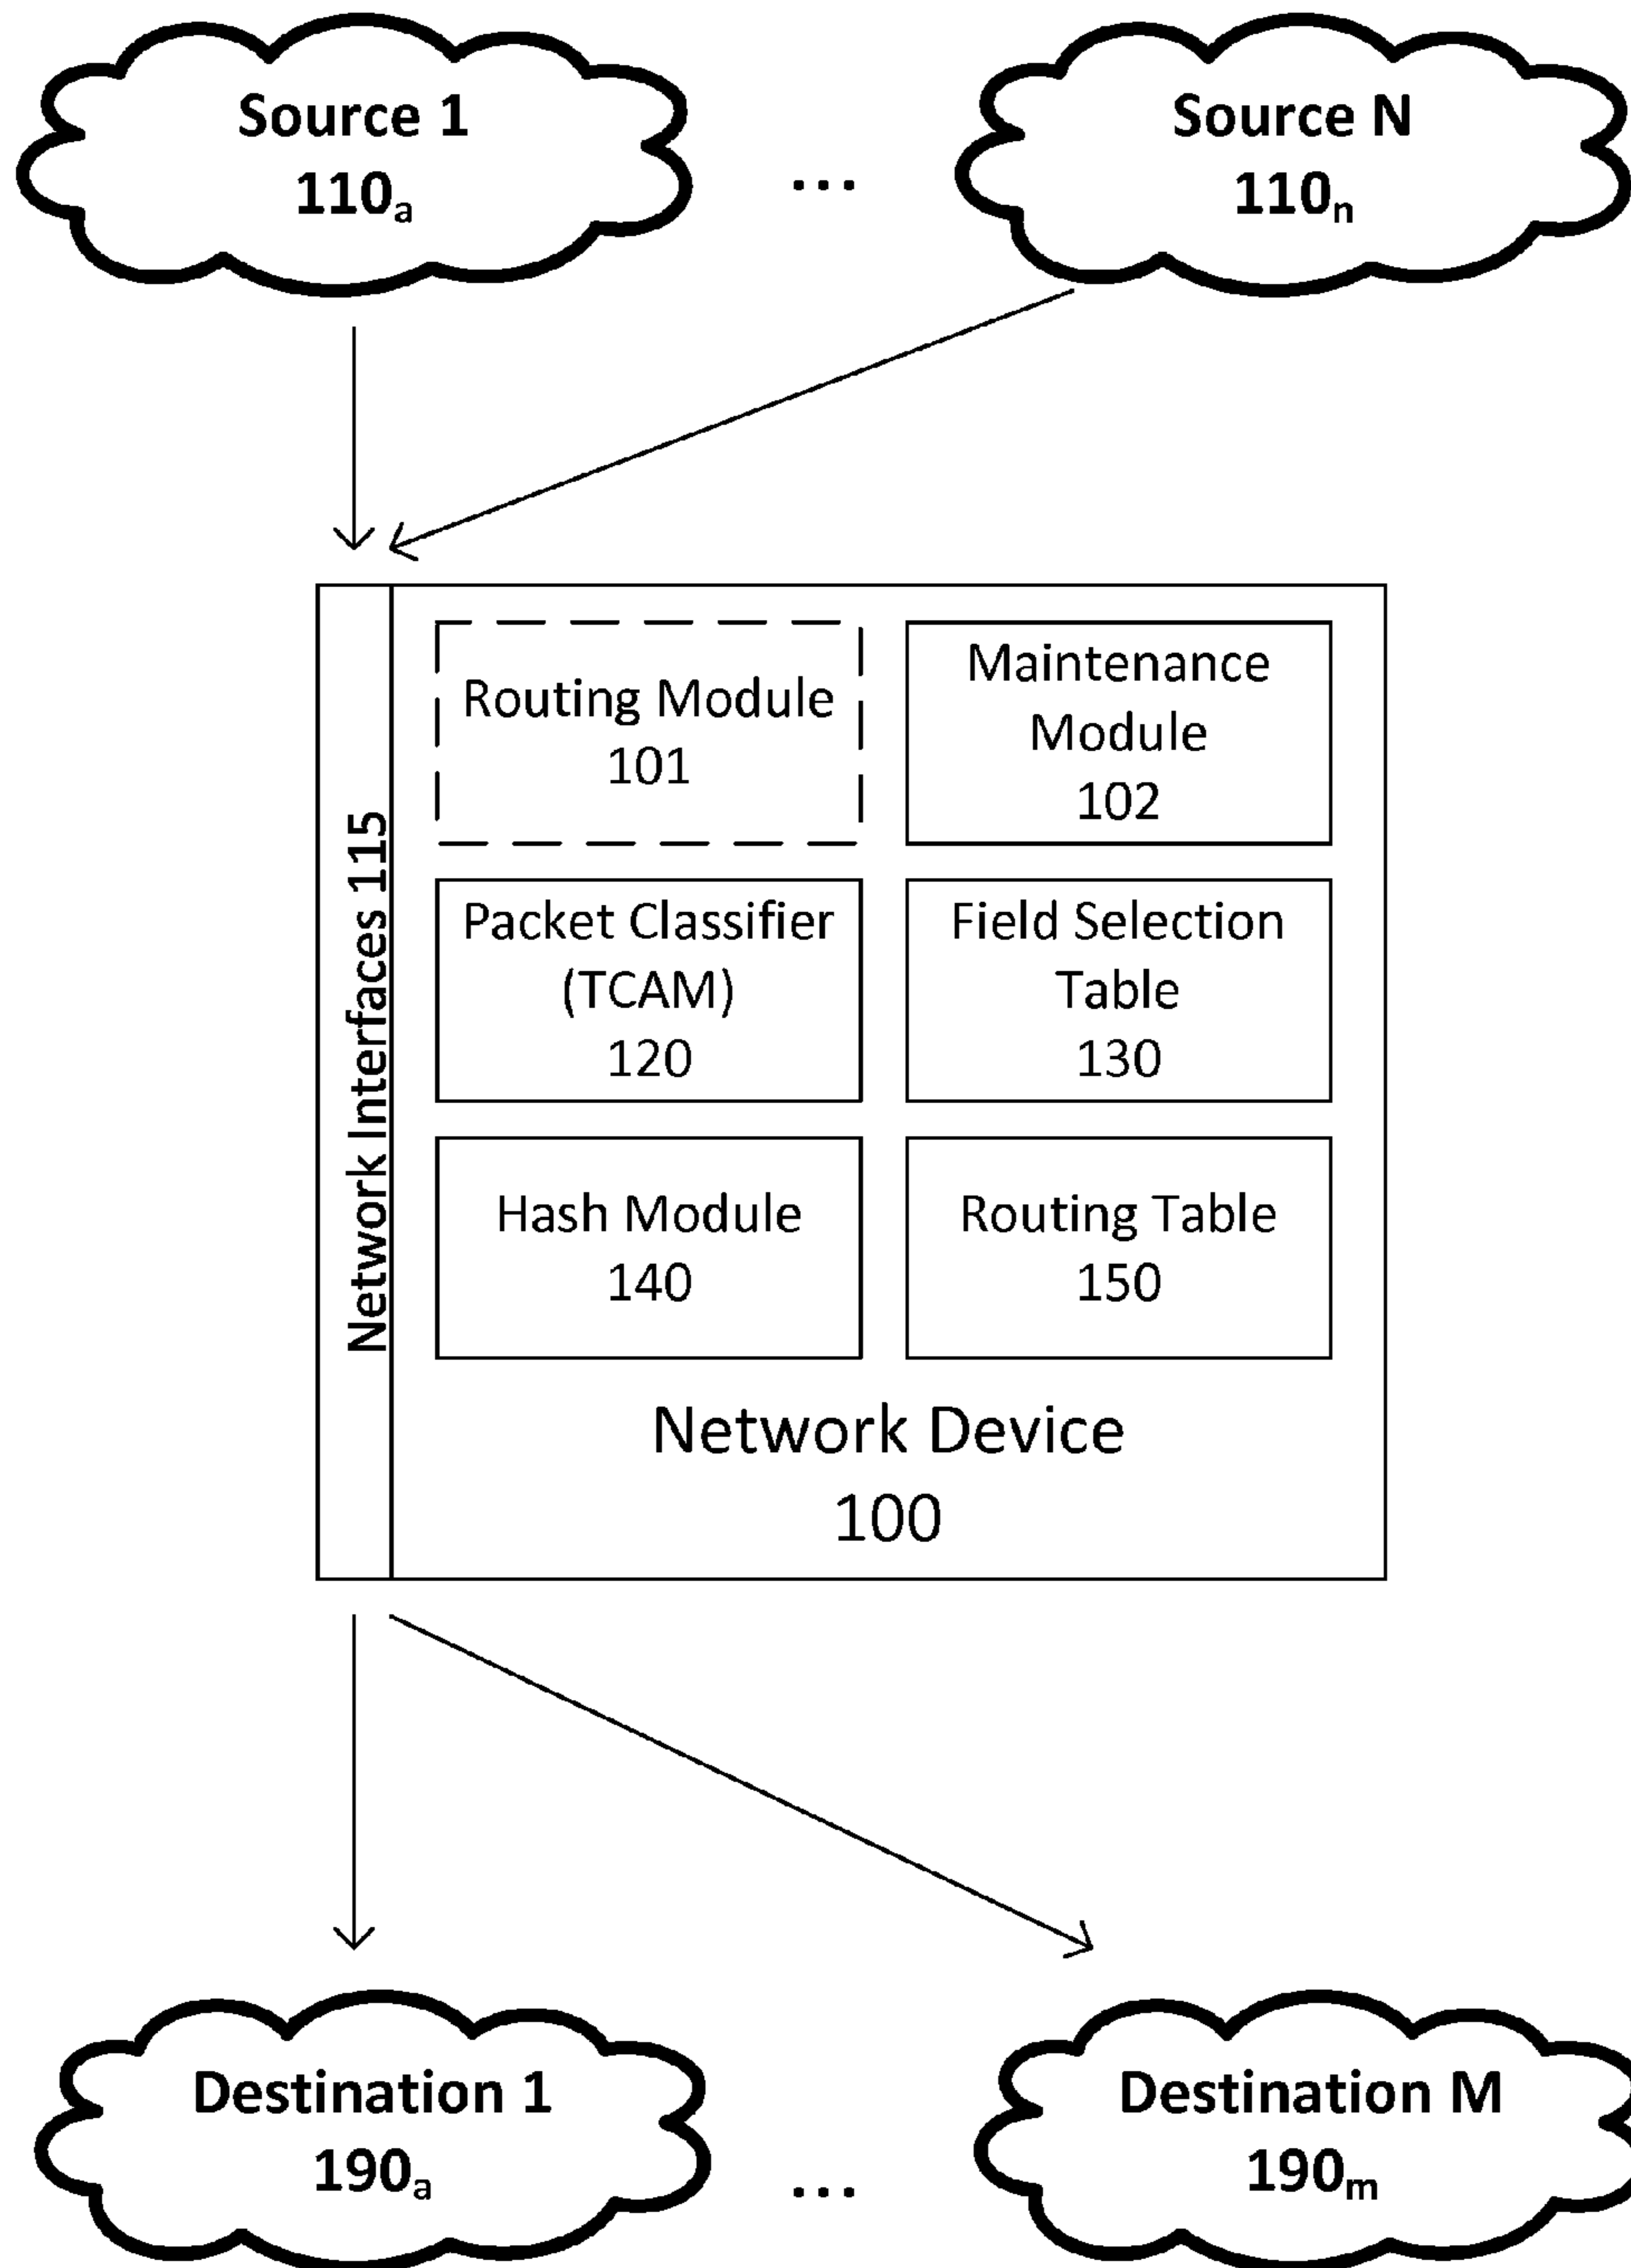 Source 1
110a
...
Source N
110n
Network Interfaces 115
Routing Module
101
Maintenance
Module
102
Packet Classifier
(TCAM)
120
Field Selection
Table
130
Hash Module
140
Routing Table
150
Network Device
100
Destination 1
190a
...
Destination M
190m